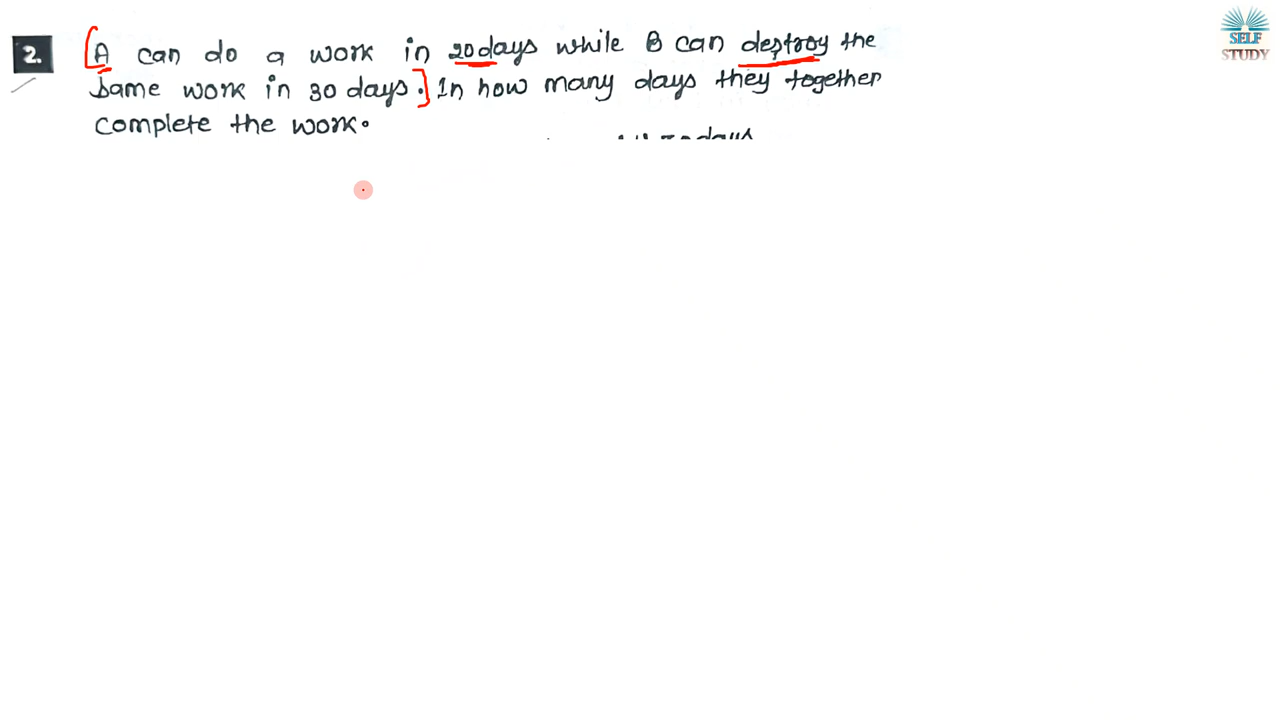 2.
A can do a work in 20 days while B can destroy the
same work in 30 days. In how many days they together
complete the work.
days
SELF
STUDY